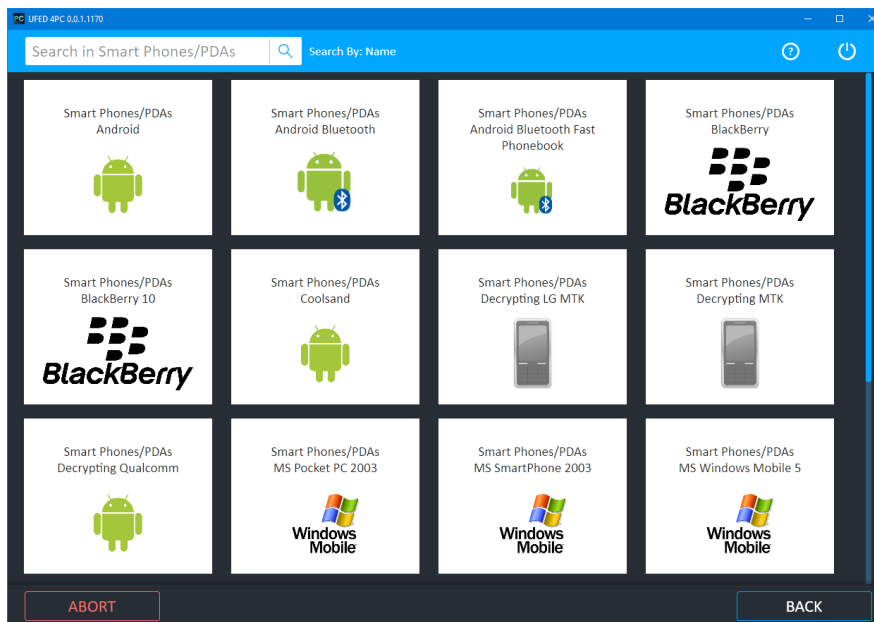 PC UFED 4PC 0.0.1.1170
Search in Smart Phones/PDAs
Search By: Name
?
Smart Phones/PDAs
Android
Smart Phones/PDAs
Android Bluetooth
Smart Phones/PDAs
Android Bluetooth Fast
Phonebook
Smart Phones/PDAs
BlackBerry
BlackBerry
Smart Phones/PDAs
BlackBerry 10
BlackBerry
Smart Phones/PDAs
Coolsand
Smart Phones/PDAs
Decrypting LG MTK
Smart Phones/PDAs
Decrypting MTK
Smart Phones/PDAs
Decrypting Qualcomm
Smart Phones/PDAs
MS Pocket PC 2003
Windows
Mobile
Smart Phones/PDAs
MS SmartPhone 2003
Windows
Mobile
Smart Phones/PDAs
MS Windows Mobile 5
Windows
Mobile
ABORT
BACK